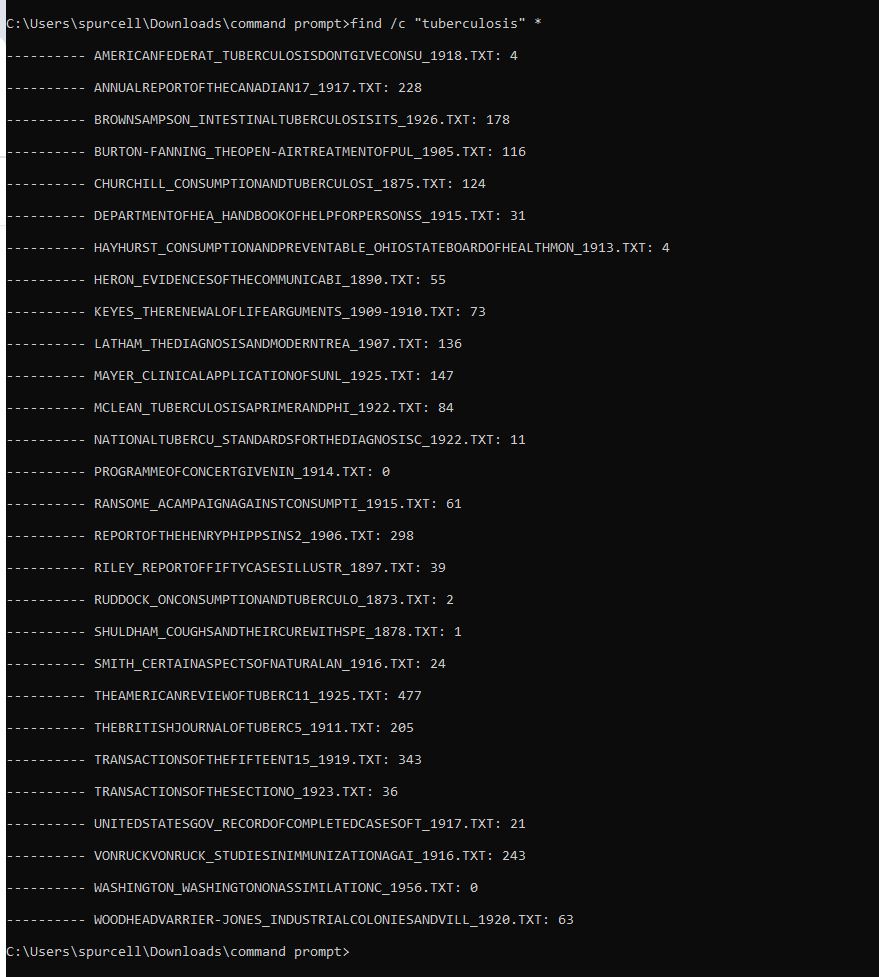 C:\Users\spurcell\Downloads\command prompt>find /c "tuberculosis" *
---------- AMERICANFEDERAT_TUBERCULOSISDONTGIVECONSU_1918.TXT: 4
---------- ANNUALREPORTOFTHECANADIAN17_1917.TXT: 228
---------- BROWNSAMPSON_INTESTINALTUBERCULOSISITS_1926.TXT: 178
---------- BURTON-FANNING_THEOPEN-AIRTREATMENTOFPUL_1905.TXT: 116
---------- CHURCHILL_CONSUMPTIONANDTUBERCULOSI_1875.TXT: 124
---------- DEPARTMENTOFHEA_HANDBOOKOFHELPFORPERSONSS_1915.TXT: 31
---------- HAYHURST_CONSUMPTIONANDPREVENTABLE_OHIOSTATEBOARDOFHEALTHMON_1913.TXT: 4
---------- HERON_EVIDENCESOFTHECOMMUNICABI_1890.TXT: 55
---------- KEYES_THERENEWALOFLIFEARGUMENTS_1909-1910.TXT: 73
---------- LATHAM_THEDIAGNOSISANDMODERNTREA_1907.TXT: 136
---------- MAYER_CLINICALAPPLICATIONOFSUNL_1925.TXT: 147
---------- MCLEAN_TUBERCULOSISAPRIMERANDPHI_1922.TXT: 84
---------- NATIONALTUBERCU_STANDARDSFORTHEDIAGNOSISC_1922.TXT: 11
---------- PROGRAMMEOFCONCERTGIVENIN_1914.TXT: 0
---------- RANSOME_ACAMPAIGNAGAINSTCONSUMPTI_1915.TXT: 61
---------- REPORTOFTHEHENRYPHIPPSINS2_1906.TXT: 298
---------- RILEY_REPORTOFFIFTYCASESILLUSTR_1897.TXT: 39
---------- RUDDOCK_ONCONSUMPTIONANDTUBERCULO_1873.TXT: 2
---------- SHULDHAM_COUGHSANDTHEIRCUREWITHSPE_1878.TXT: 1
---------- SMITH_CERTAINASPECTSOFNATURALAN_1916.TXT: 24
---------- THEAMERICANREVIEWOFTUBERC11_1925.TXT: 477
---------- THEBRITISHJOURNALOFTUBERC5_1911.TXT: 205
---------- TRANSACTIONSOFTHEFIFTEENT15_1919.TXT: 343
---------- TRANSACTIONSOFTHESECTIONO_1923.TXT: 36
---------- UNITEDSTATESGOV_RECORDOFCOMPLETEDCASESOFT_1917.TXT: 21
---------- VONRUCKVONRUCK_STUDIESINIMMUNIZATIONAGAI_1916.TXT: 243
---------- WASHINGTON_WASHINGTONONASSIMILATIONC_1956.TXT: 0
---------- WOODHEADVARRIER-JONES_INDUSTRIALCOLONIESANDVILL_1920.TXT: 63
C:\Users\spurcell\Downloads\command prompt>